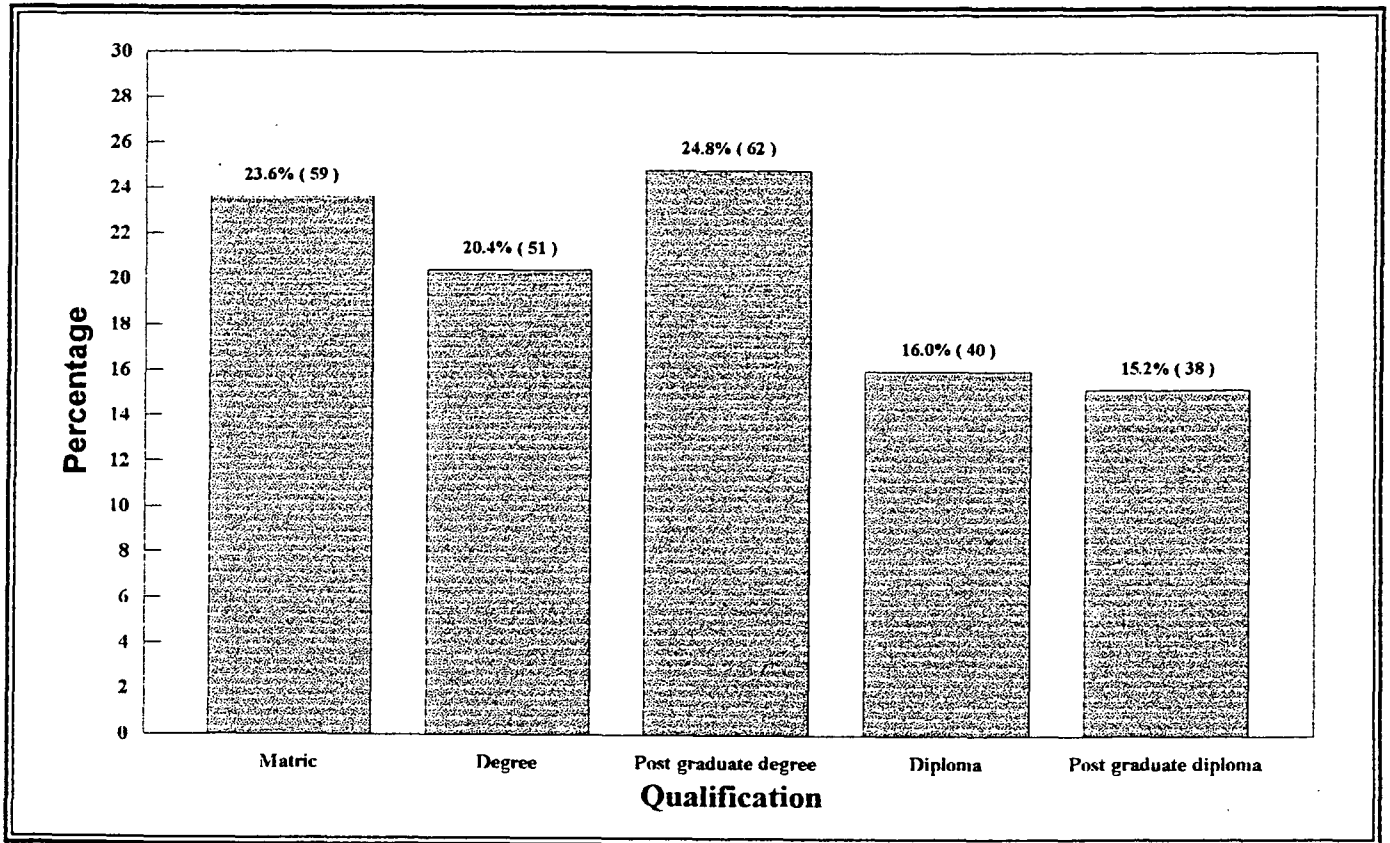 30
28
26
24
22
20
18
16
14
12
10
8
6
4
2
0
Percentage
23.6% ( 59 )
20.4% ( 51 )
24.8% ( 62 )
16.0% ( 40 )
15.2% ( 38 )
Matric
Degree
Post graduate degree
Diploma
Post graduate diploma
Qualification